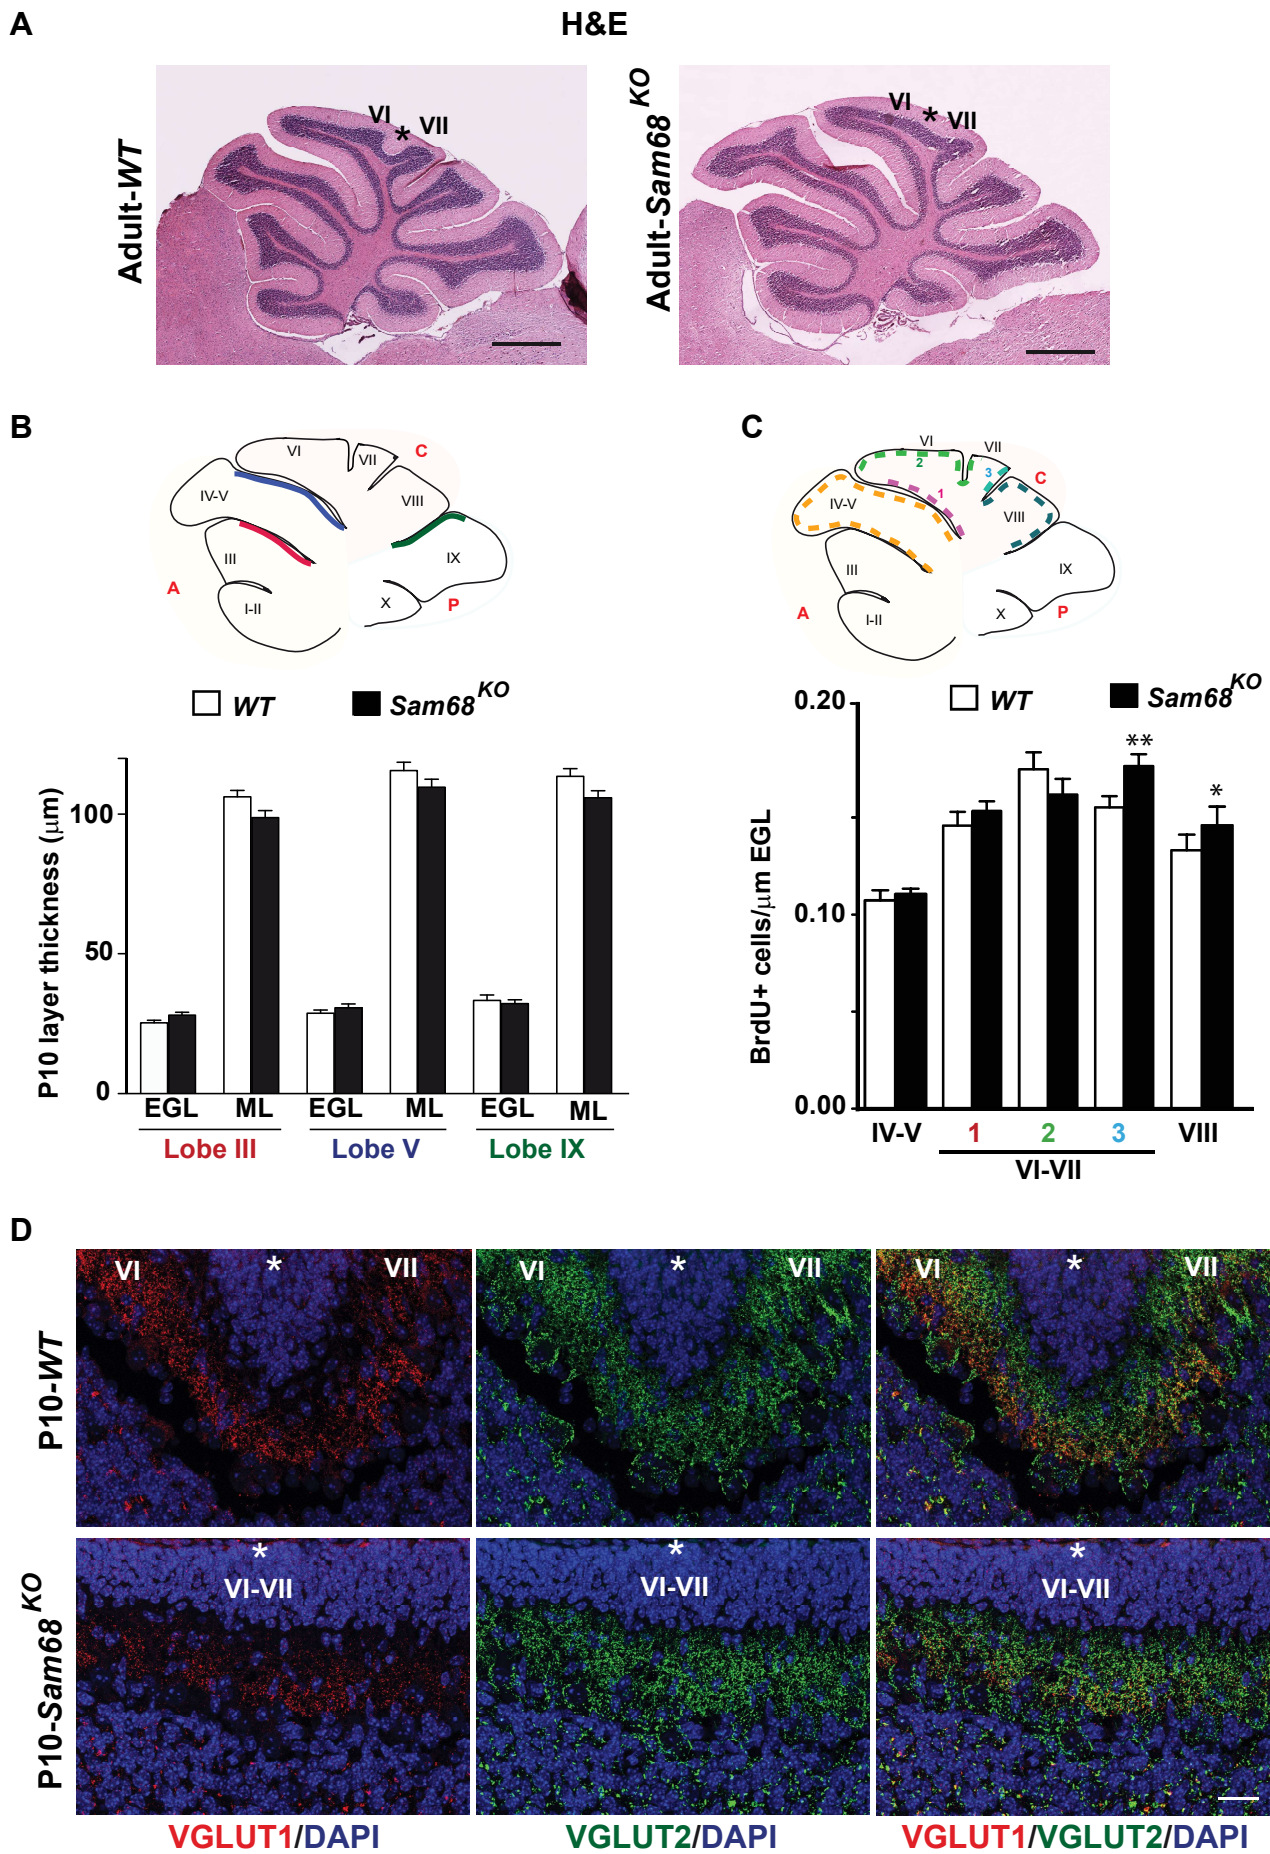 A
H&E
Adult-WT
VI
*
VII
Adult-Sam68KO
VI
*
VII
B
VI
VII
C
IV-V
VIII
III
IX
A
I-II
X
P
WT
Sam68KO
P10 layer thickness (μm)
100
50
0
EGL
ML
EGL
ML
EGL
ML
Lobe III
Lobe V
Lobe IX
C
VI
VII
2
3
C
1
IV-V
VIII
III
IX
A
I-II
X
P
WT
Sam68KO
BrdU+ cells/μm EGL
0.20
0.10
0.00
**
*
IV-V
1
2
3
VIII
VI-VII
D
P10-WT
VI
*
VII
VI
*
VII
VI
*
VII
P10-Sam68KO
*
VI-VII
*
VI-VII
*
VI-VII
VGLUT1/DAPI
VGLUT2/DAPI
VGLUT1/VGLUT2/DAPI